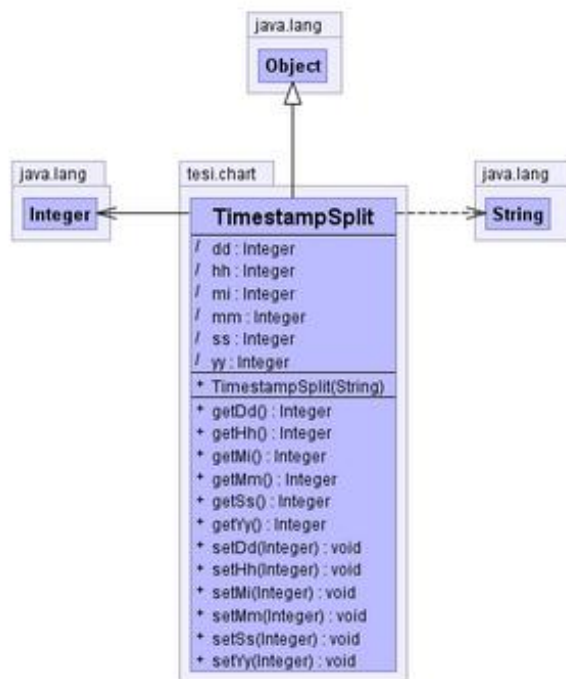 java.lang
Object
java.lang
Integer
tesi.chart
TimestampSplit
java.lang
String
/ dd : Integer
/ hh : Integer
/ mi : Integer
/ mm : Integer
/ ss : Integer
/ yy : Integer
+ TimestampSplit(String)
+ getDd() : Integer
+ getHh() : Integer
+ getMi() : Integer
+ getMm() : Integer
+ getSs() : Integer
+ getYy() : Integer
+ setDd(Integer) : void
+ setHh(Integer) : void
+ setMi(Integer) : void
+ setMm(Integer) : void
+ setSs(Integer) : void
+ setYy(Integer) : void